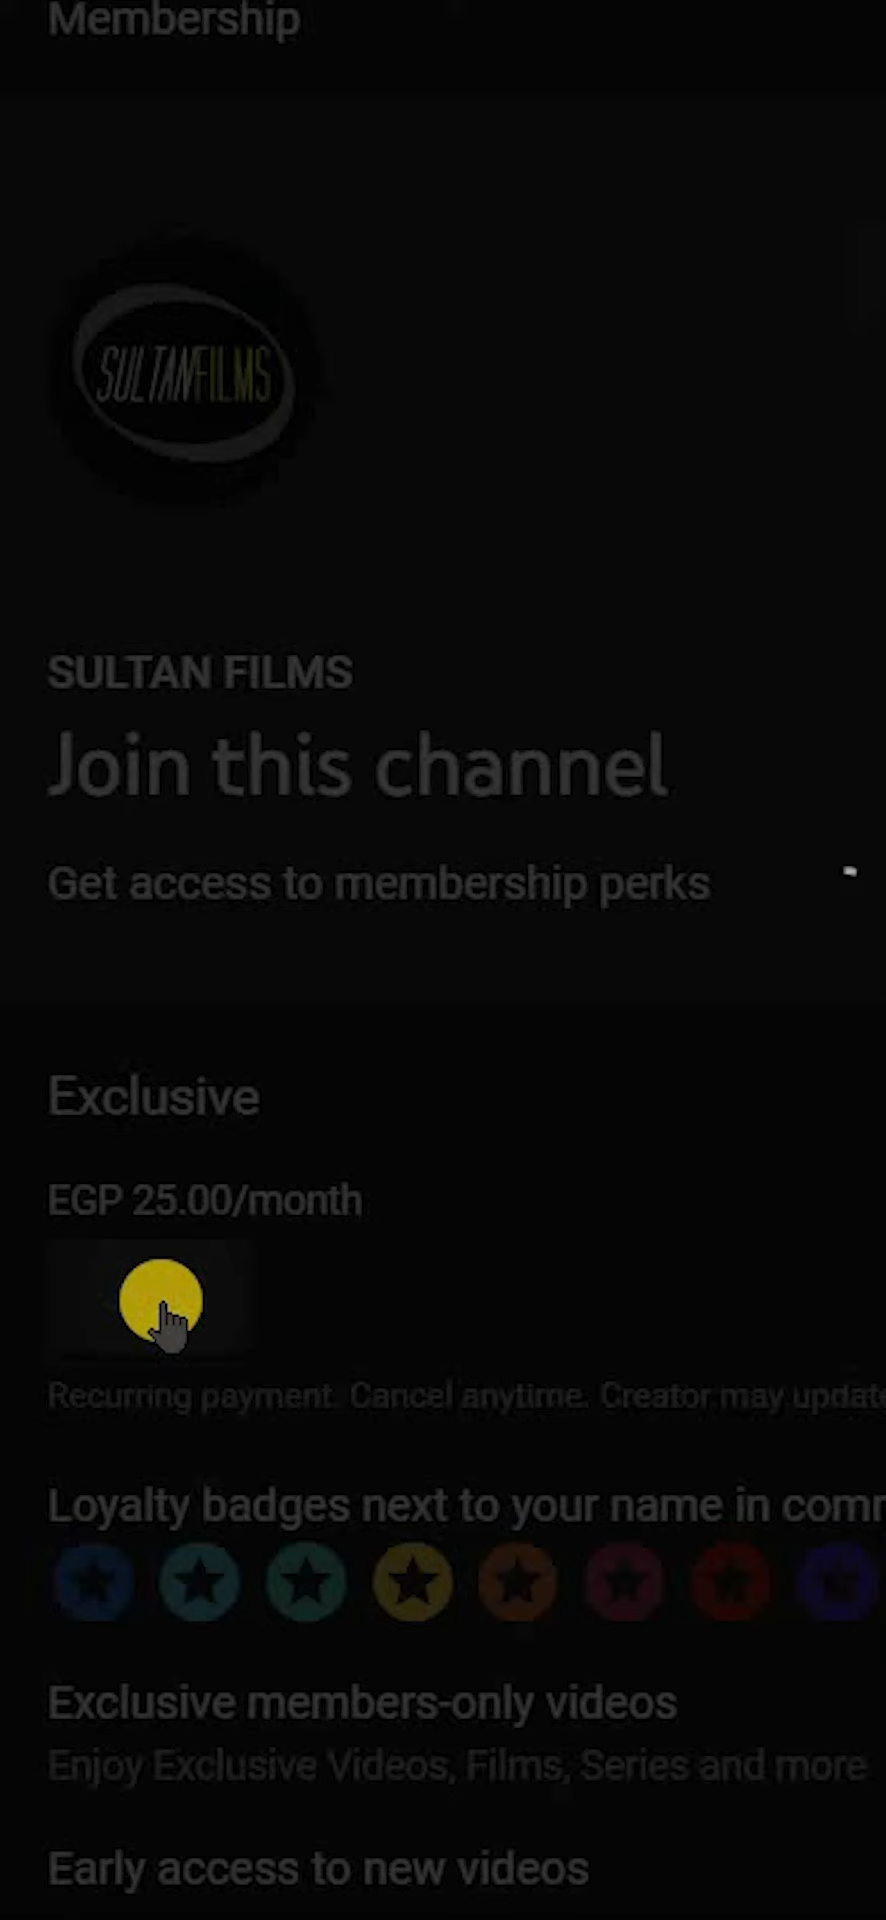 Membership
SULTANFILMS
SULTAN FILMS
Join this channel
Get access to membership perks
Exclusive
EGP 25.00/month
Recurring payment. Cancel anytime. Creator may update
Loyalty badges next to your name in comm
Exclusive members-only videos
Enjoy Exclusive Videos, Films, Series and more
Early access to new videos